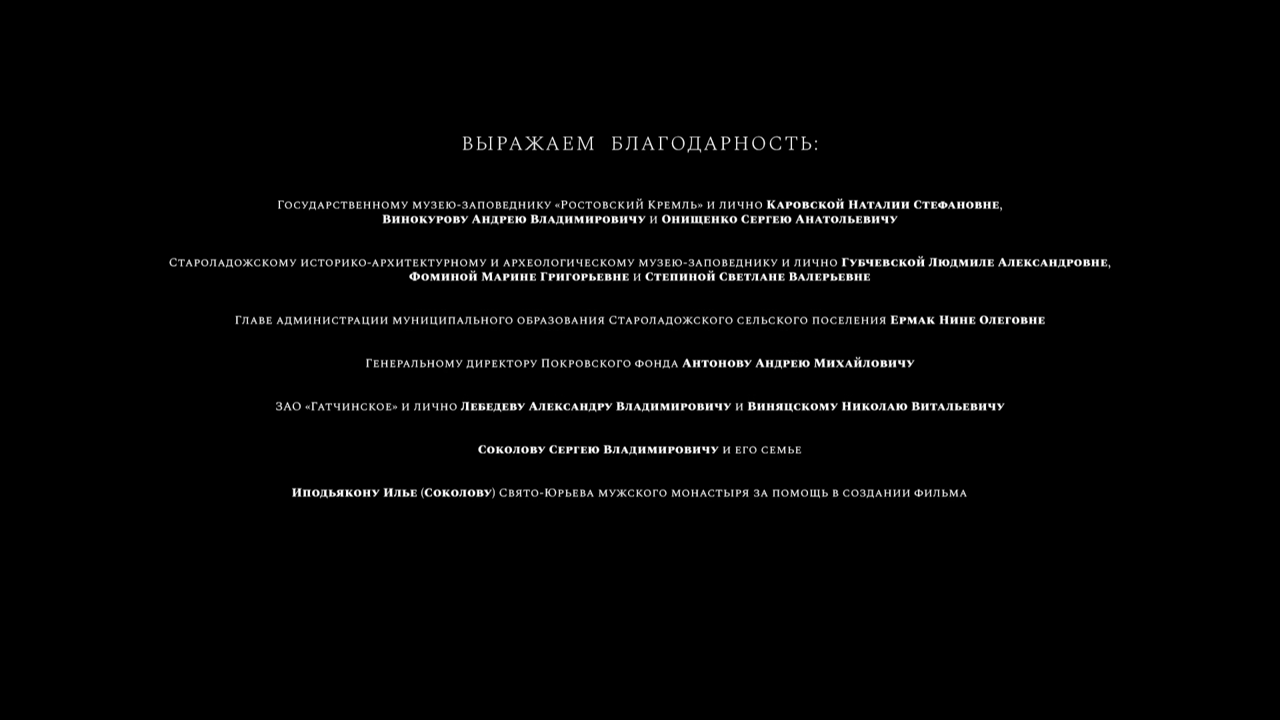 ВЫРАЖАЕМ БЛАГОДАРНОСТЬ:
Государственному музею-заповеднику «Ростовский Кремль» и лично Каровской Наталии Стефановне,
Винокурову Андрею Владимировичу и Онищенко Сергею Анатольевичу
Староладожскому историко-архитектурному и археологическому музею-заповеднику и лично Губчевской Людмиле Александровне,
Фоминой Марине Григорьевне и Степиной Светлане Валерьевне
Главе администрации муниципального образования Староладожского сельского поселения Ермак Нине Олеговне
Генеральному директору Покровского фонда Антонову Андрею Михайловичу
ЗАО «Гатчинское» и лично Лебедеву Александру Владимировичу и Виняцскому Николаю Витальевичу
Соколову Сергею Владимировичу и его семье
Иподьякону Илье (Соколову) Свято-Юрьева мужского монастыря за помощь в создании фильма